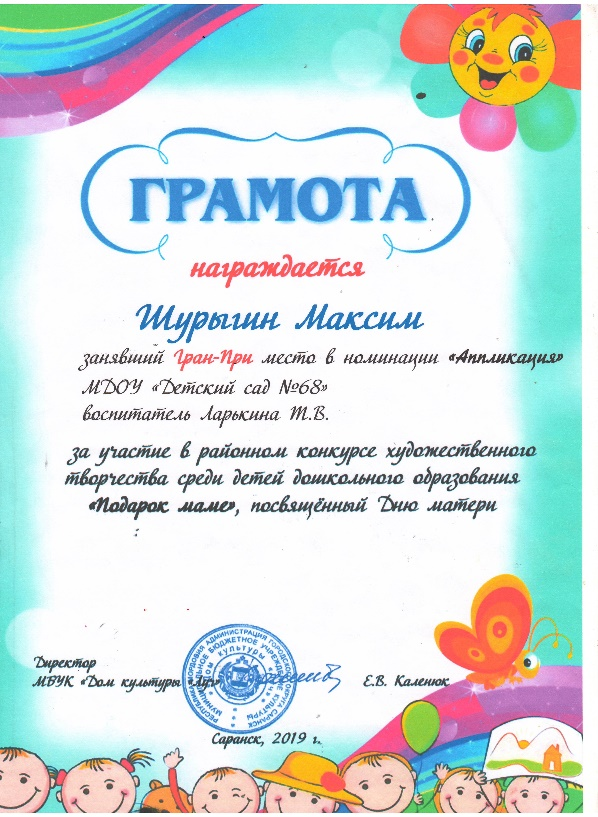 ГРАМОТА
награждается
Шурыгин Максим
занявший Гран-При место в номинации «Аппликация»
МДОУ «Детский сад №68»
воспитатель Ларькина Т.В.
за участие в районном конкурсе художественного
творчества среди детей дошкольного образования
«Подарок маме», посвящённый Дню матери
Директор
МБУК «Дом культуры «Луч»
Е.В. Каленюк
Саранск, 2019 г.